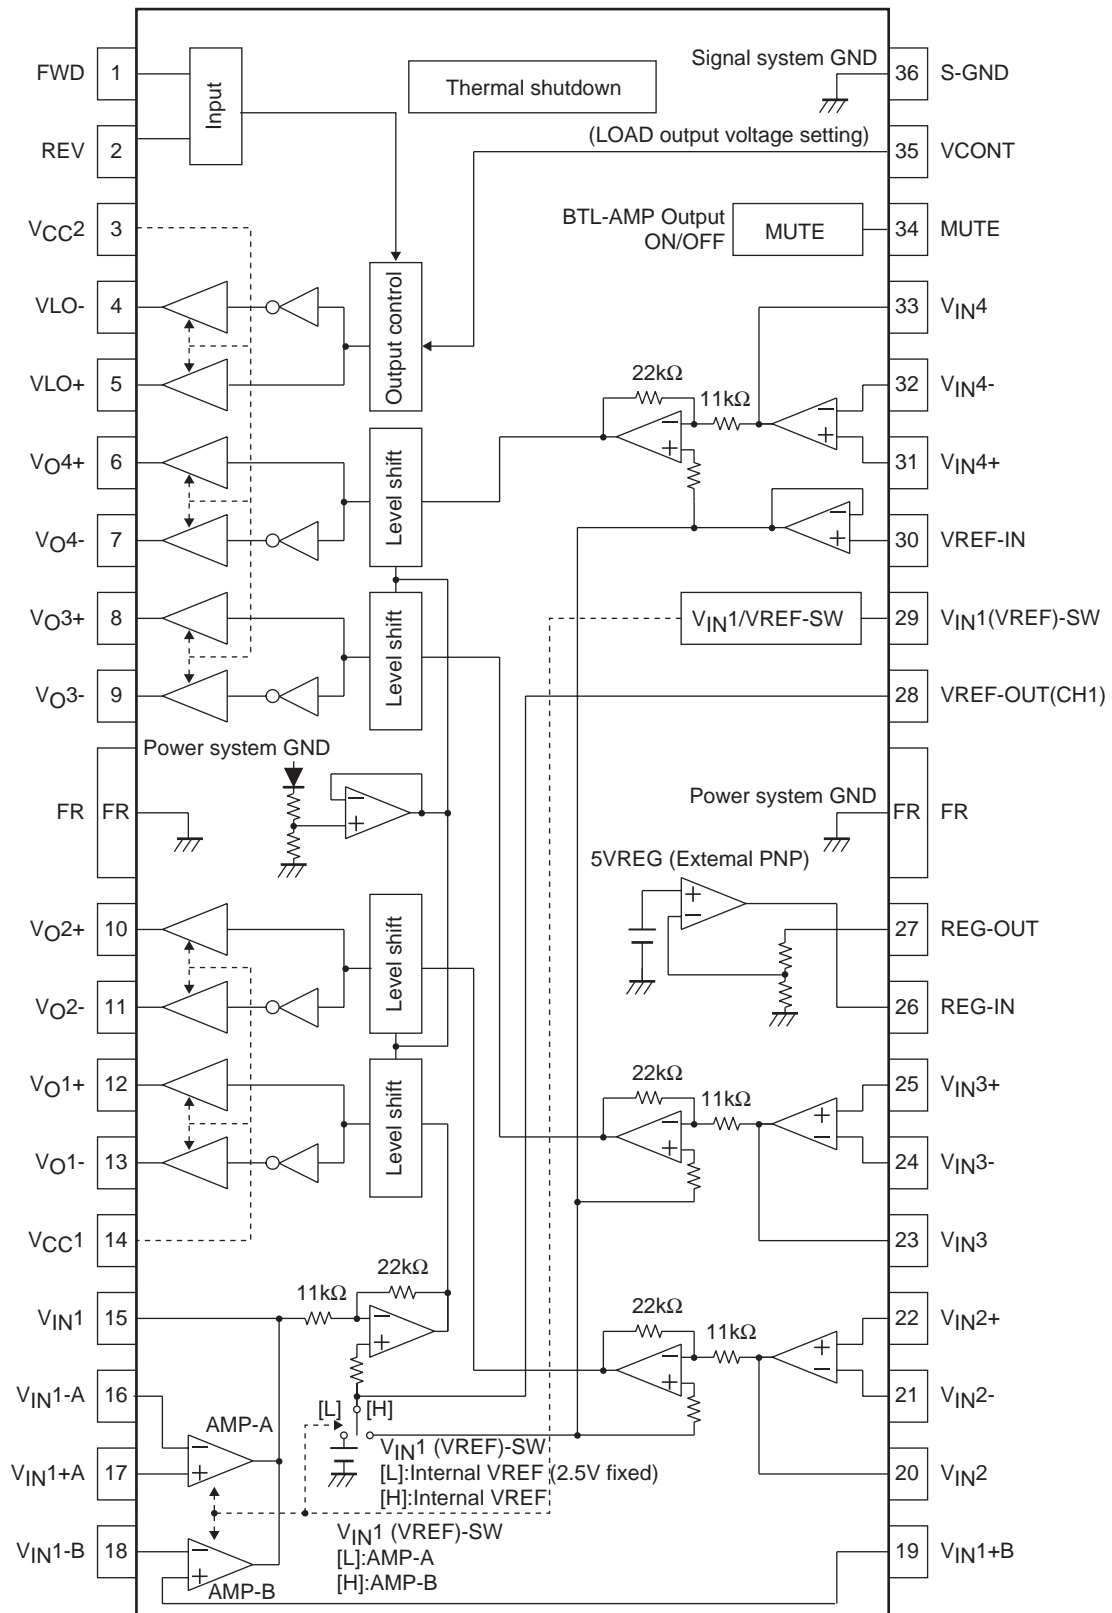 FWD 1
Input
Thermal shutdown
Signal system GND
36 S-GND
REV 2
(LOAD output voltage setting)
35 VCONT
VCC2 3
BTL-AMP Output
ON/OFF
MUTE
34 MUTE
VLO- 4
Output control
33 VIN4
VLO+ 5
22kΩ
11kΩ
32 VIN4-
VO4+ 6
Level shift
31 VIN4+
VO4- 7
30 VREF-IN
VO3+ 8
Level shift
VIN1/VREF-SW
29 VIN1(VREF)-SW
VO3- 9
28 VREF-OUT(CH1)
Power system GND
FR FR
Power system GND
FR FR
5VREG (External PNP)
VO2+ 10
Level shift
27 REG-OUT
VO2- 11
26 REG-IN
VO1+ 12
Level shift
22kΩ
11kΩ
25 VIN3+
VO1- 13
24 VIN3-
VCC1 14
23 VIN3
VIN1 15
11kΩ
22kΩ
22kΩ
11kΩ
22 VIN2+
VIN1-A 16
AMP-A
[L]
[H]
21 VIN2-
VIN1+A 17
VIN1 (VREF)-SW
[L]:Internal VREF (2.5V fixed)
[H]:Internal VREF
20 VIN2
VIN1-B 18
AMP-B
VIN1 (VREF)-SW
[L]:AMP-A
[H]:AMP-B
19 VIN1+B